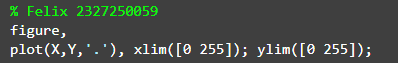 % Felix 2327250059
figure,
plot(X,Y,'.'), xlim([0 255]); ylim([0 255]);